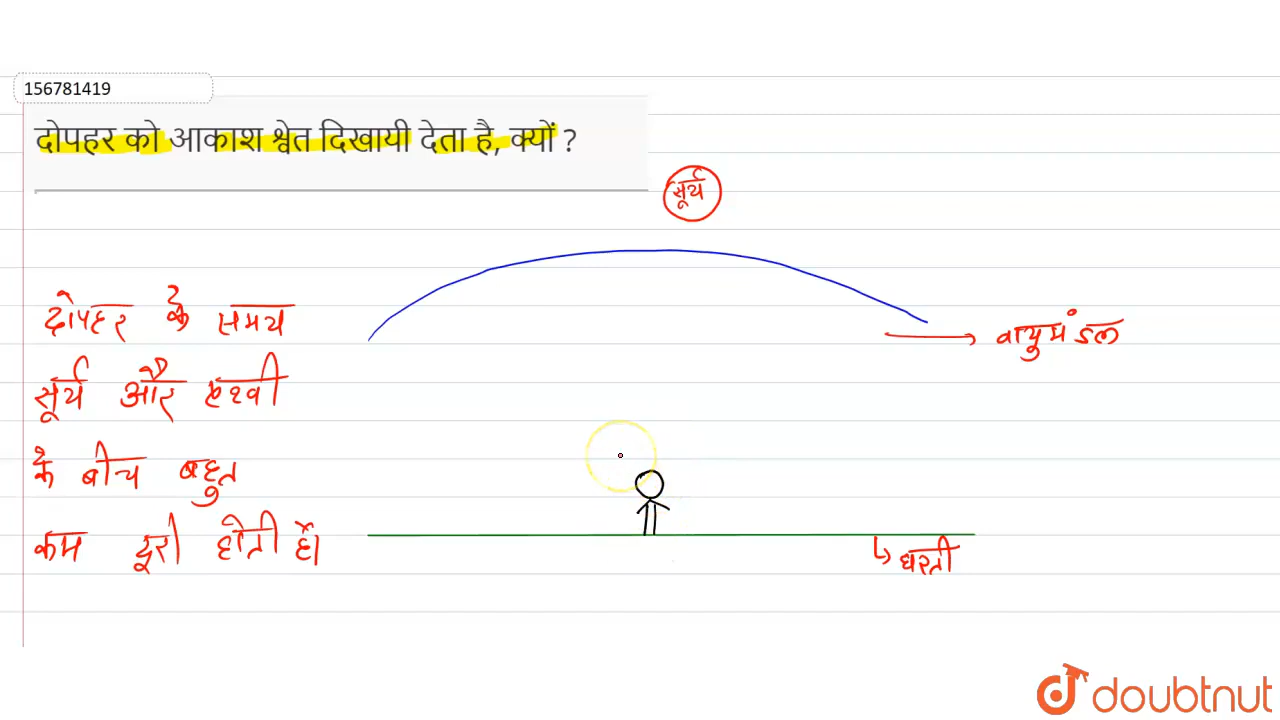 156781419
दोपहर को आकाश श्वेत दिखायी देता है, क्यों ?
सूर्य
दोपहर के समय
वायुमंडल
सूर्य और पृथ्वी
के बीच बहुत
कम दूरी होती है।
धरती
doubtnut